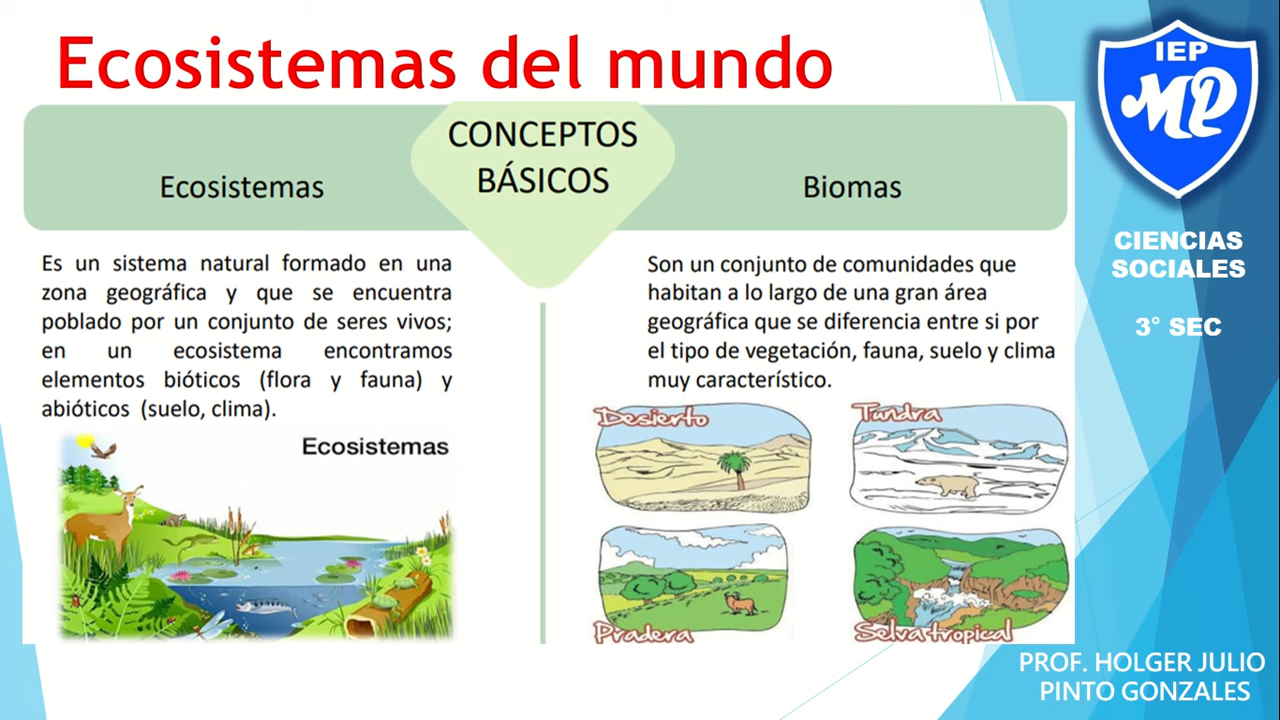 Ecosistemas del mundo
CONCEPTOS
BÁSICOS
Ecosistemas
Es un sistema natural formado en una
zona geográfica y que se encuentra
poblado por un conjunto de seres vivos;
en un ecosistema encontramos
elementos bióticos (flora y fauna) y
abióticos (suelo, clima).
Ecosistemas
Biomas
Son un conjunto de comunidades que
habitan a lo largo de una gran área
geográfica que se diferencia entre si por
el tipo de vegetación, fauna, suelo y clima
muy característico.
Desierto
Tundra
Pradera
Selva tropical
IEP
MP
CIENCIAS
SOCIALES
3° SEC
PROF. HOLGER JULIO
PINTO GONZALES